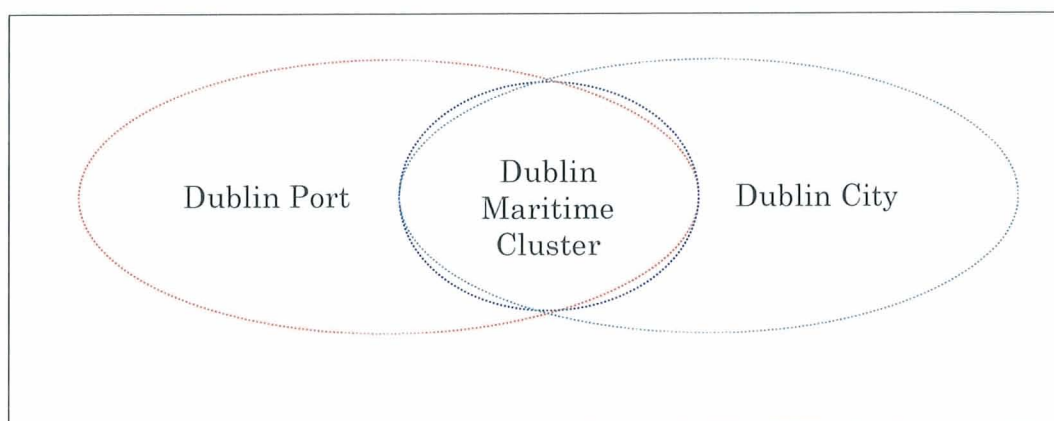 Dublin Port
Dublin
Maritime
Cluster
Dublin City